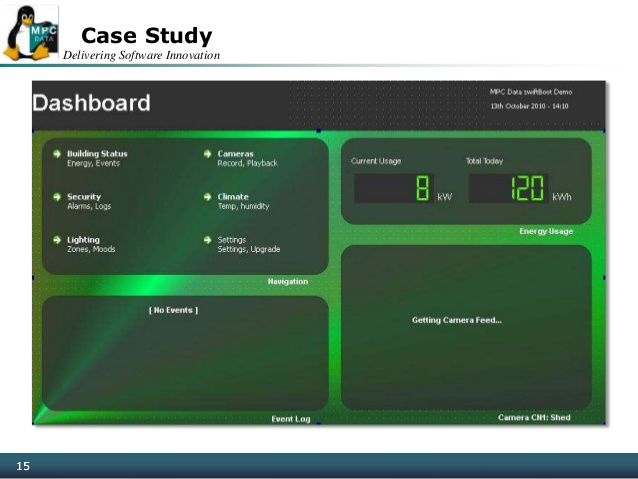 MPC
DATA
Case Study
Delivering Software Innovation
Dashboard
MPC Data swiftBoot Demo
13th October 2010 - 14:10
Building Status
Energy, Events
Cameras
Record, Playback
Security
Alarms, Logs
Climate
Temp, humidity
Lighting
Zones, Moods
Settings
Settings, Upgrade
Navigation
Current Usage
Total Today
8 kW
120 kWh
Energy Usage
[ No Events ]
Event Log
Getting Camera Feed...
Camera CH1: Shed
15